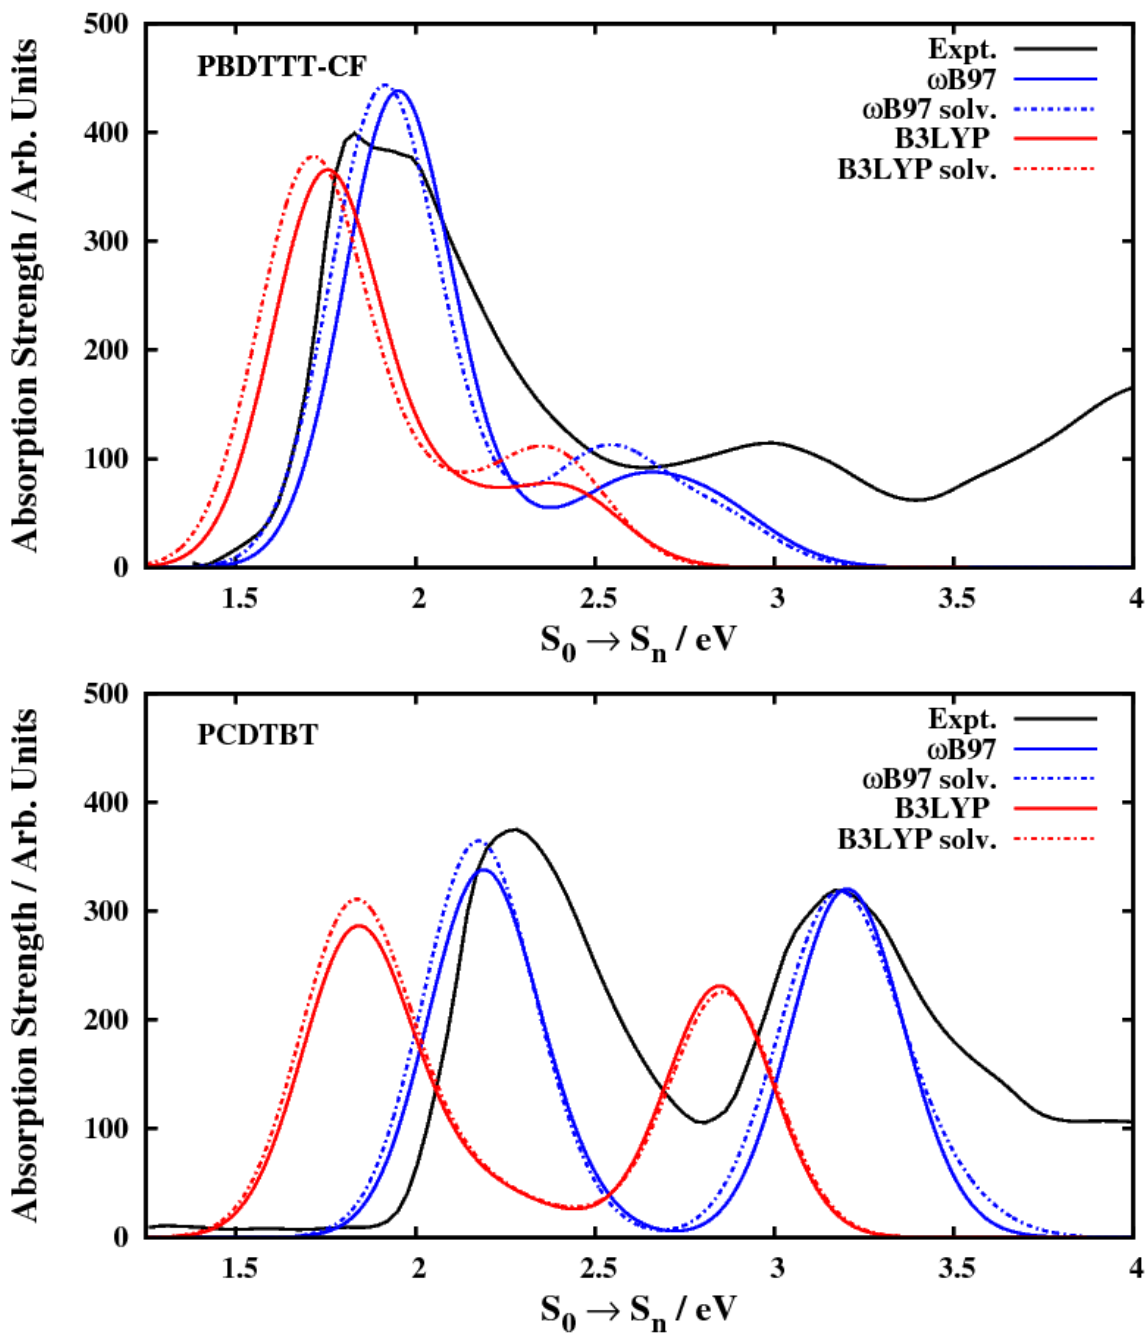 500
PBDTTT-CF
Expt.
ωB97
ωB97 solv.
B3LYP
B3LYP solv.
400
300
200
100
0
Absorption Strength / Arb. Units
1.5 2 2.5 3 3.5 4
S₀ → Sₙ / eV
500
PCDTBT
Expt.
ωB97
ωB97 solv.
B3LYP
B3LYP solv.
400
300
200
100
0
Absorption Strength / Arb. Units
1.5 2 2.5 3 3.5 4
S₀ → Sₙ / eV